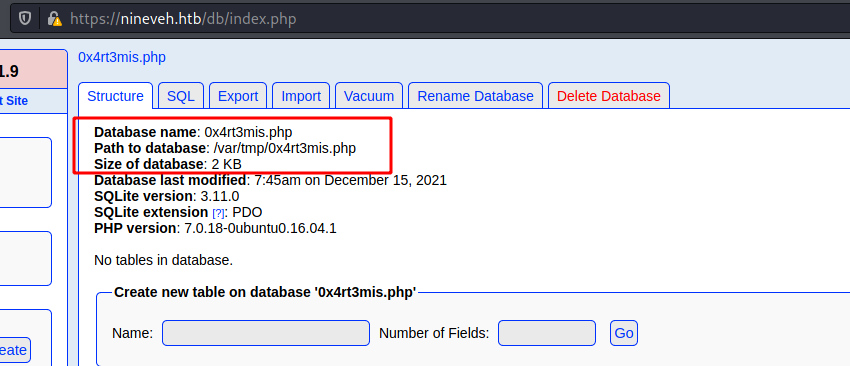 https://nineveh.htb/db/index.php
1.9
t Site
eate
0x4rt3mis.php
Structure SQL Export Import Vacuum Rename Database Delete Database
Database name: 0x4rt3mis.php
Path to database: /var/tmp/0x4rt3mis.php
Size of database: 2 KB
Database last modified: 7:45am on December 15, 2021
SQLite version: 3.11.0
SQLite extension [?]: PDO
PHP version: 7.0.18-0ubuntu0.16.04.1
No tables in database.
Create new table on database '0x4rt3mis.php'
Name: Number of Fields: Go